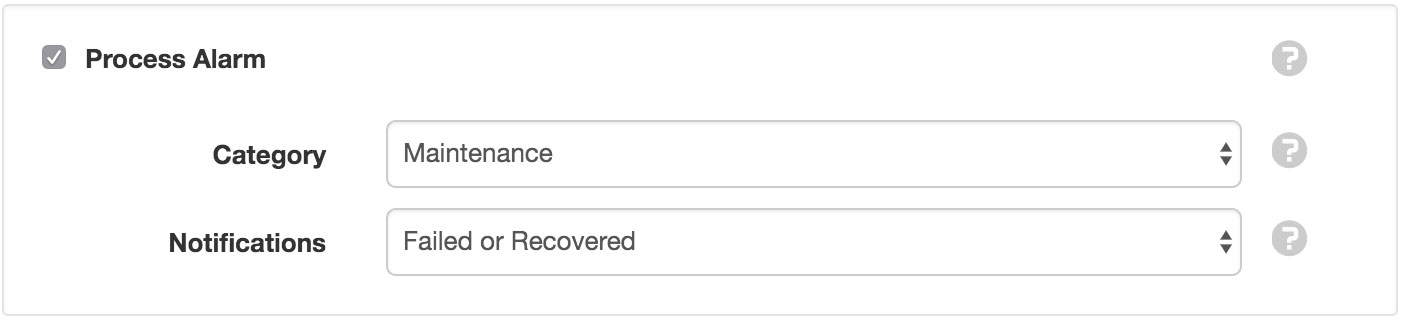 Process Alarm ?
Category Maintenance ?
Notifications Failed or Recovered ?